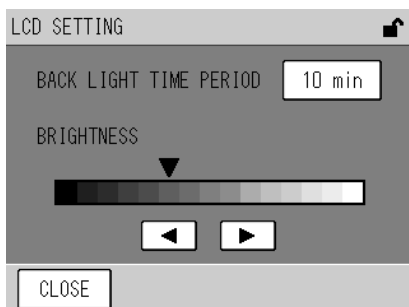 LCD SETTING
BACK LIGHT TIME PERIOD 10 min
BRIGHTNESS
CLOSE